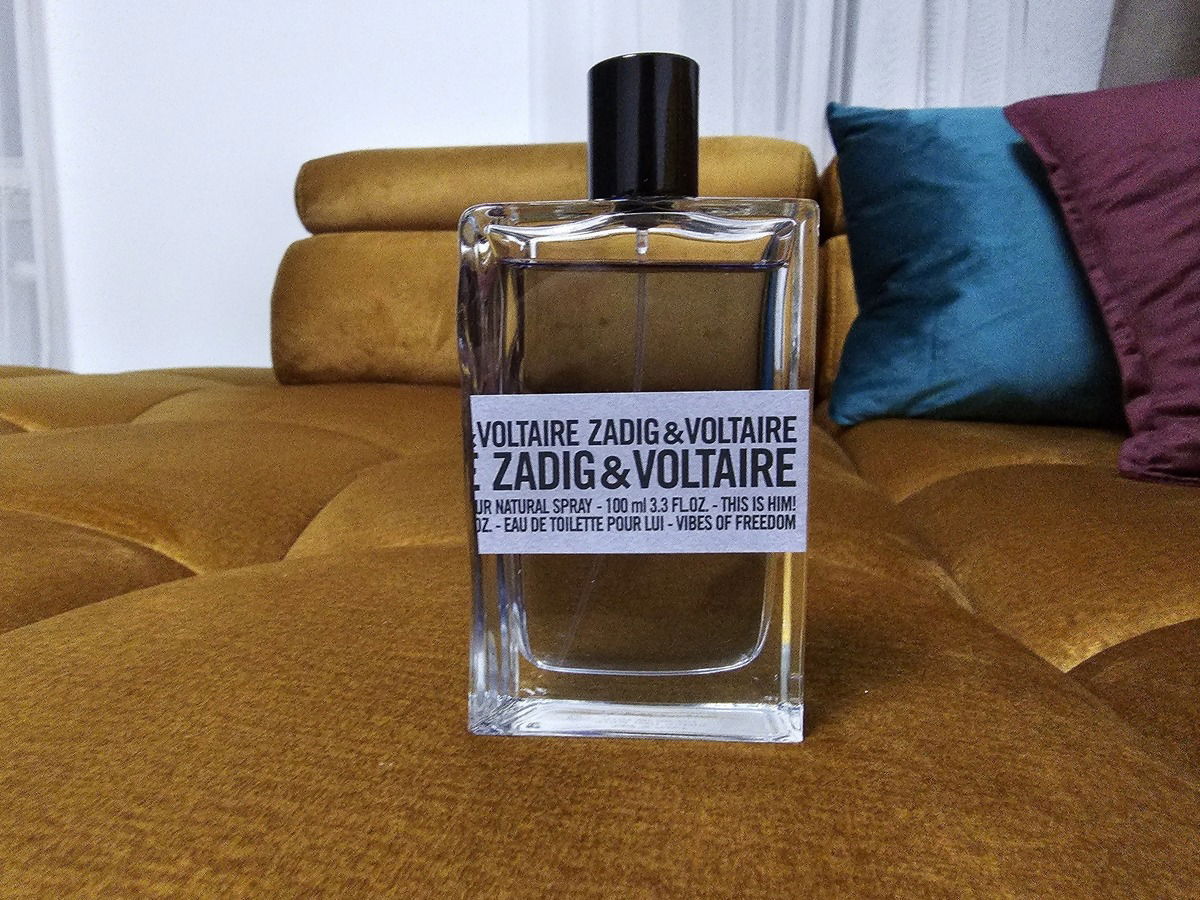 &VOLTAIRE ZADIG&VOLTAIRE
E ZADIG&VOLTAIRE
UR NATURAL SPRAY - 100 ml 3.3 FL.OZ. - THIS IS HIM!
OZ. - EAU DE TOILETTE POUR LUI - VIBES OF FREEDOM